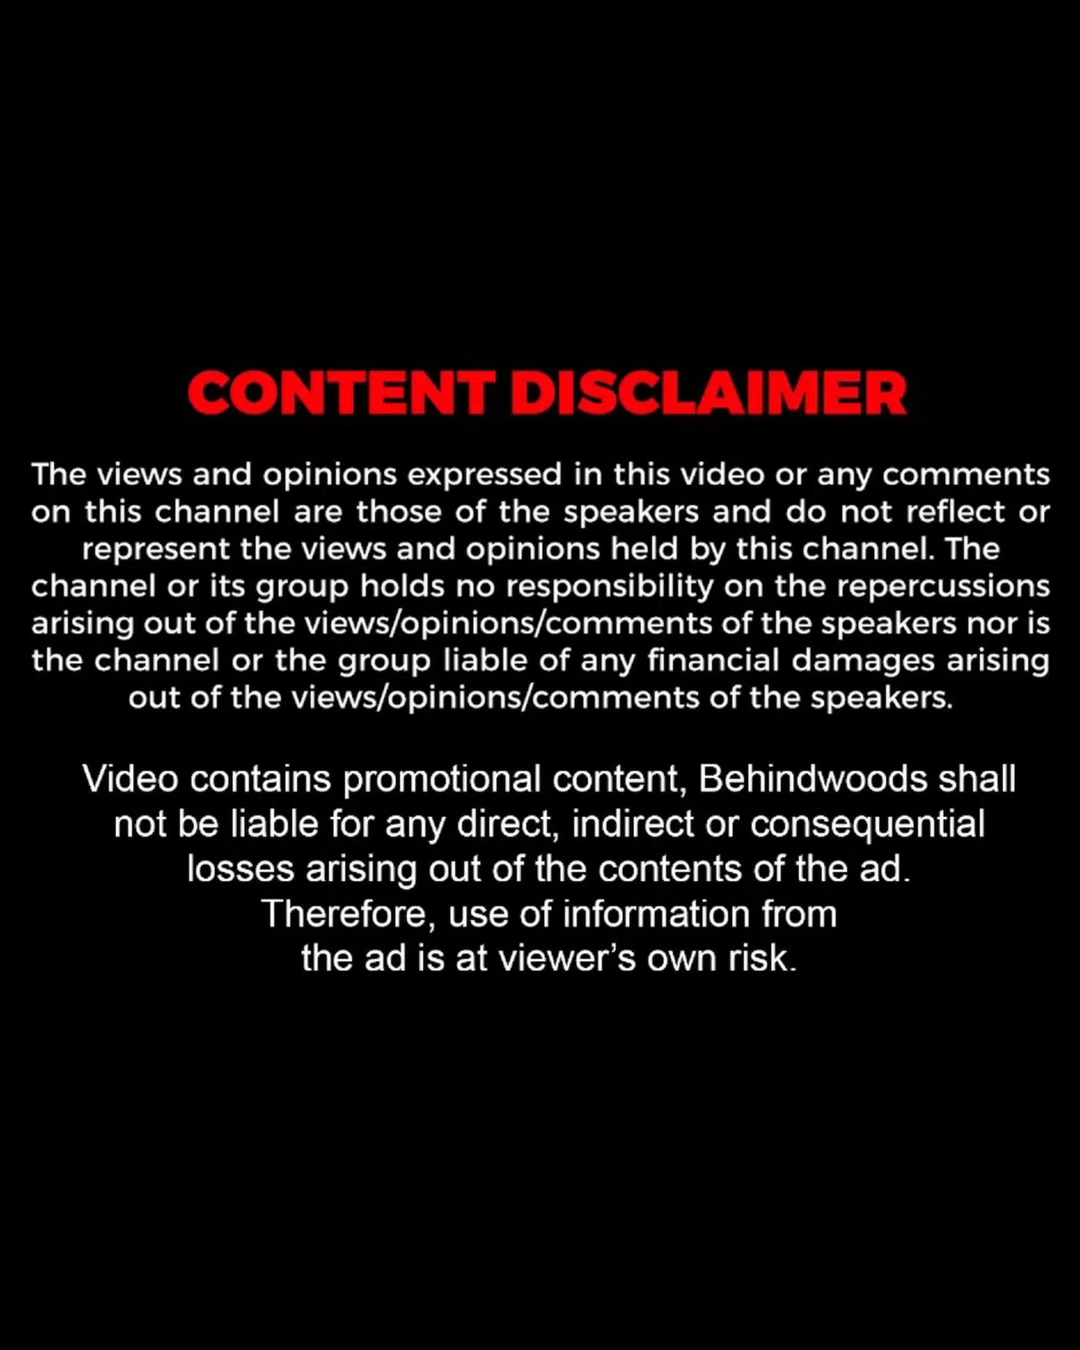 CONTENT DISCLAIMER
The views and opinions expressed in this video or any comments
on this channel are those of the speakers and do not reflect or
represent the views and opinions held by this channel. The
channel or its group holds no responsibility on the repercussions
arising out of the views/opinions/comments of the speakers nor is
the channel or the group liable of any financial damages arising
out of the views/opinions/comments of the speakers.
Video contains promotional content, Behindwoods shall
not be liable for any direct, indirect or consequential
losses arising out of the contents of the ad.
Therefore, use of information from
the ad is at viewer’s own risk.